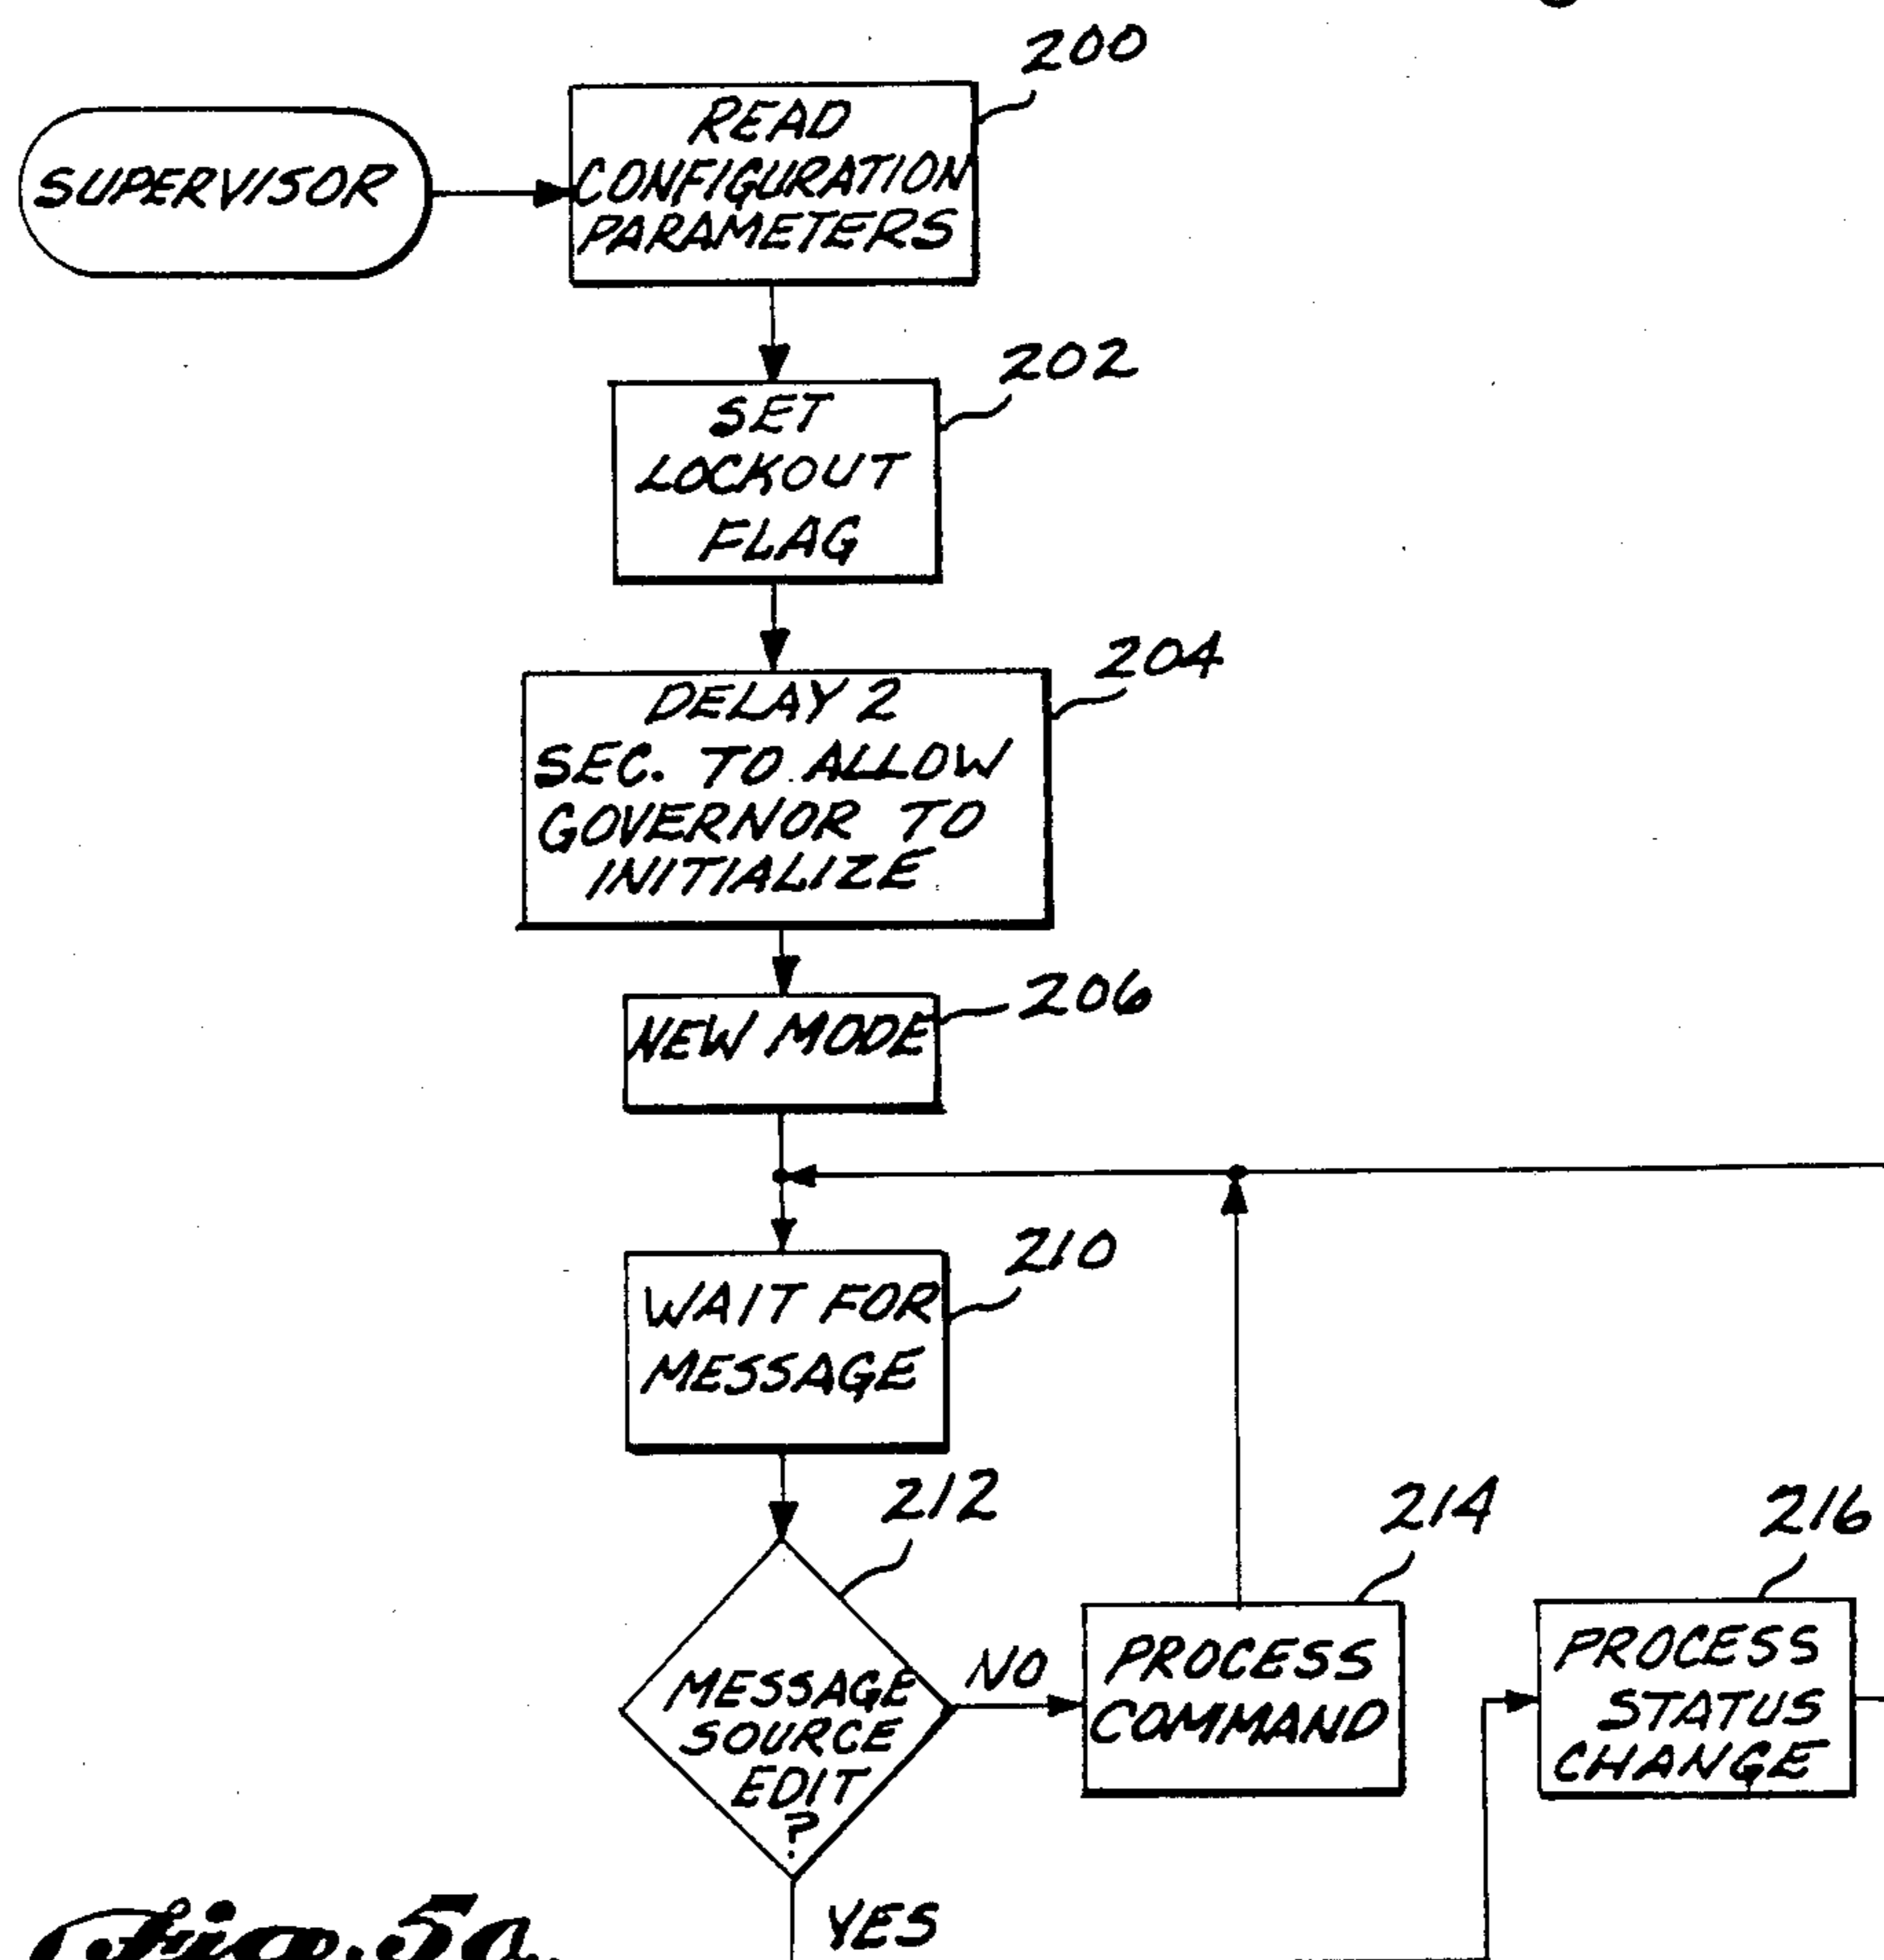 200
READ
CONFIGURATION
PARAMETERS
SUPERVISOR
202
SET
LOCKOUT
FLAG
204
DELAY 2
SEC. TO ALLOW
GOVERNOR TO
INITIALIZE
206
NEW MODE
210
WAIT FOR
MESSAGE
212
214
216
MESSAGE
SOURCE
EDIT
?
NO
PROCESS
COMMAND
PROCESS
STATUS
CHANGE
YES
Fig. 5a.